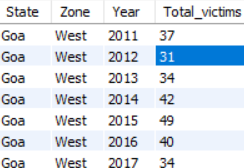 State Zone Year Total_victims
Goa West 2011 37
Goa West 2012 31
Goa West 2013 34
Goa West 2014 42
Goa West 2015 49
Goa West 2016 40
Goa West 2017 34